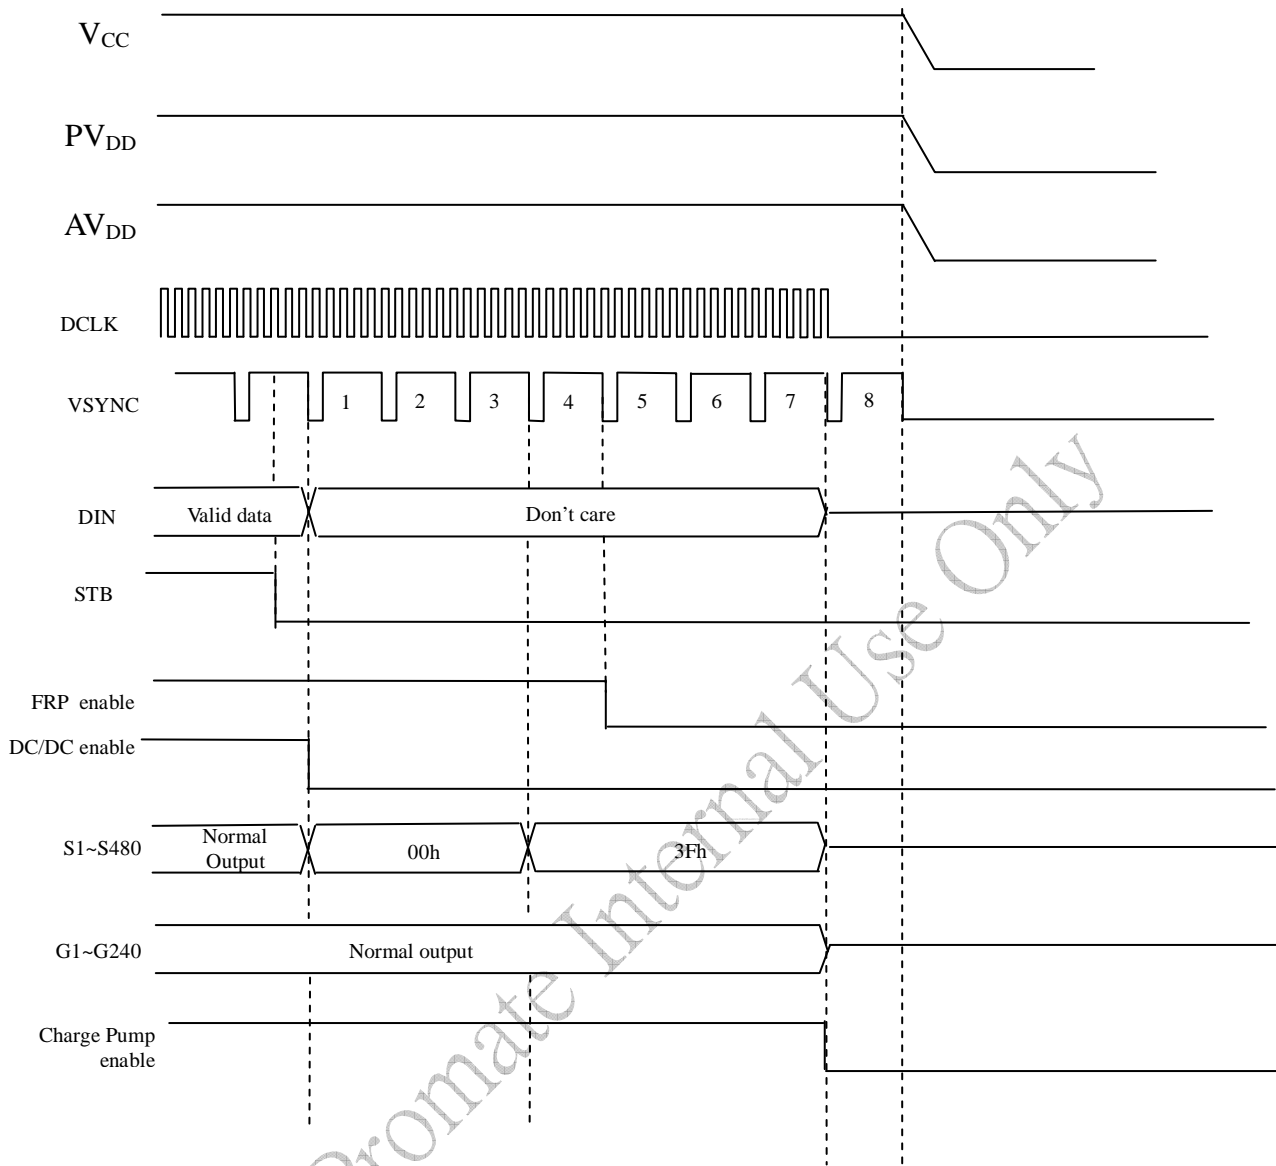 VCC
PVDD
AVDD
DCLK
VSYNC
1 2 3 4 5 6 7 8
DIN
Valid data
Don't care
STB
FRP enable
DC/DC enable
S1~S480
Normal
Output
00h
3Fh
G1~G240
Normal output
Charge Pump
enable
Promate Internal Use Only